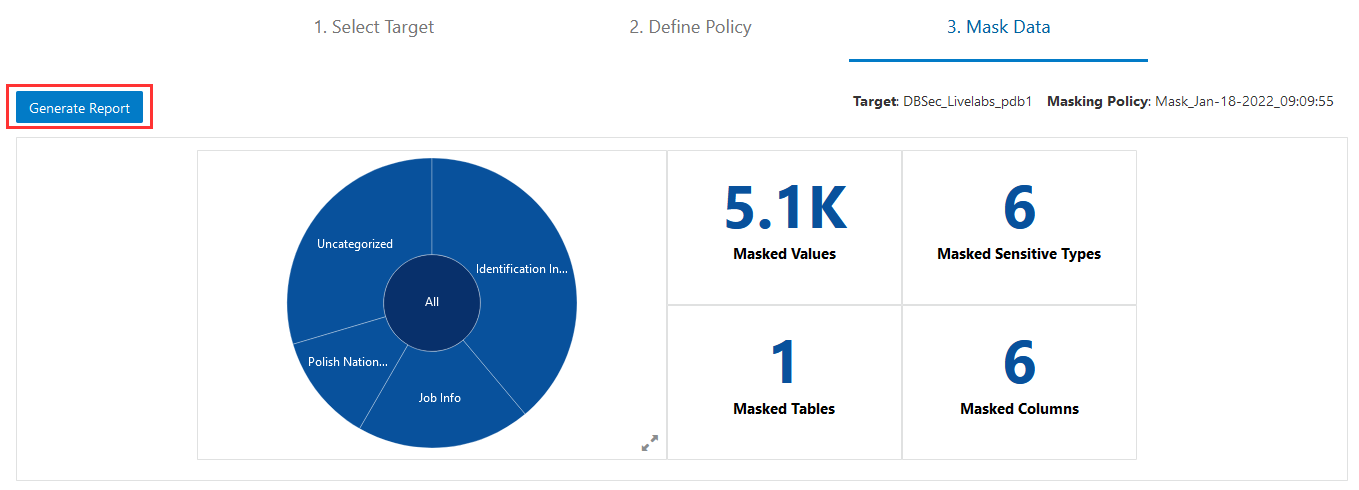 1. Select Target
2. Define Policy
3. Mask Data
Generate Report
Target: DBSec_Livelabs_pdb1 Masking Policy: Mask_Jan-18-2022_09:09:55
Uncategorized
Identification In...
All
Polish Nation...
Job Info
5.1K
Masked Values
6
Masked Sensitive Types
1
Masked Tables
6
Masked Columns